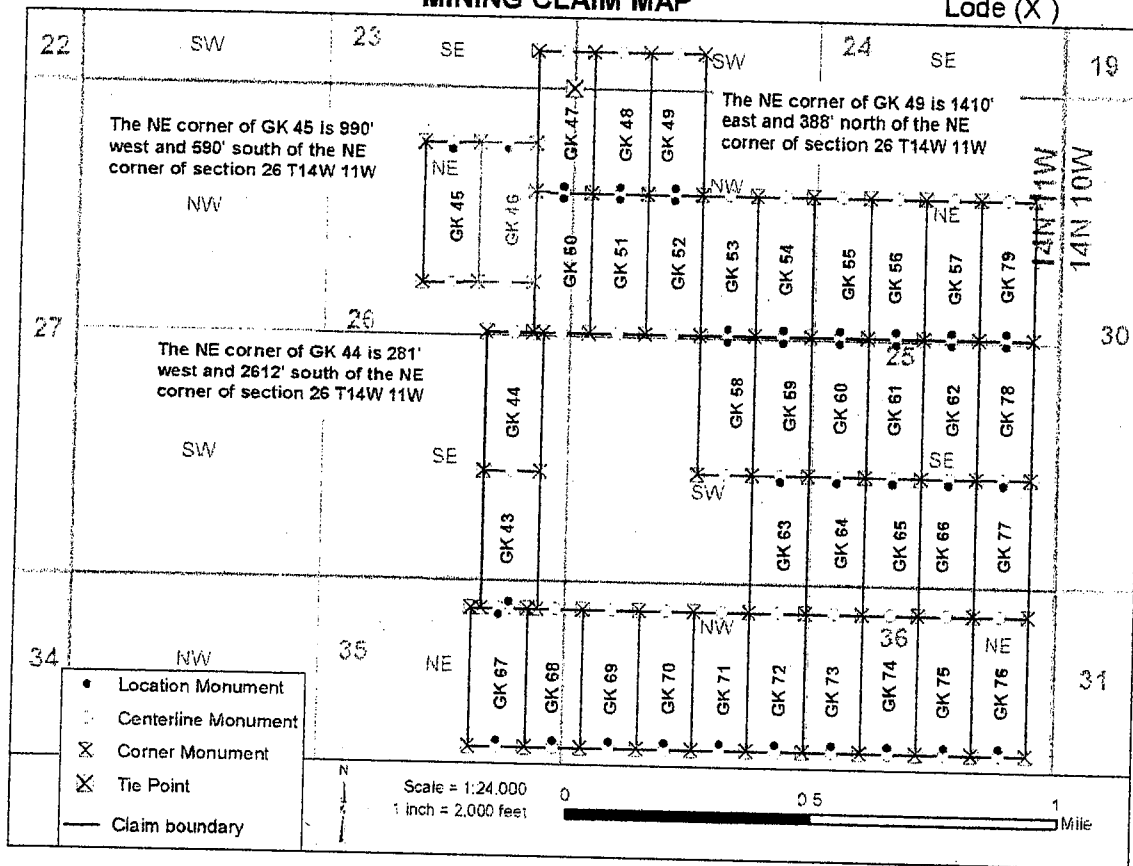 MINING CLAIM MAP
Lode (X )
22
SW
23
SE
SW
24
SE
19
The NE corner of GK 45 is 990'
west and 590' south of the NE
corner of section 26 T14W 11W
The NE corner of GK 49 is 1410'
east and 388' north of the NE
corner of section 26 T14W 11W
GK 47
GK 48
GK 49
NE
NW
NW
NE
14N 11W
14N 10W
GK 45
GK 46
GK 50
GK 51
GK 52
GK 53
GK 54
GK 55
GK 56
GK 57
GK 79
27
26
25
30
The NE corner of GK 44 is 281'
west and 2612' south of the NE
corner of section 26 T14W 11W
GK 44
GK 58
GK 59
GK 60
GK 61
GK 62
GK 78
SW
SE
SW
SE
GK 43
GK 63
GK 64
GK 65
GK 66
GK 77
34
NW
35
NE
NW
36
NE
31
GK 67
GK 68
GK 69
GK 70
GK 71
GK 72
GK 73
GK 74
GK 75
GK 76
Location Monument
Centerline Monument
Corner Monument
Tie Point
Claim boundary
N
Scale = 1:24.000
1 inch = 2,000 feet
0
0 5
1
Mile